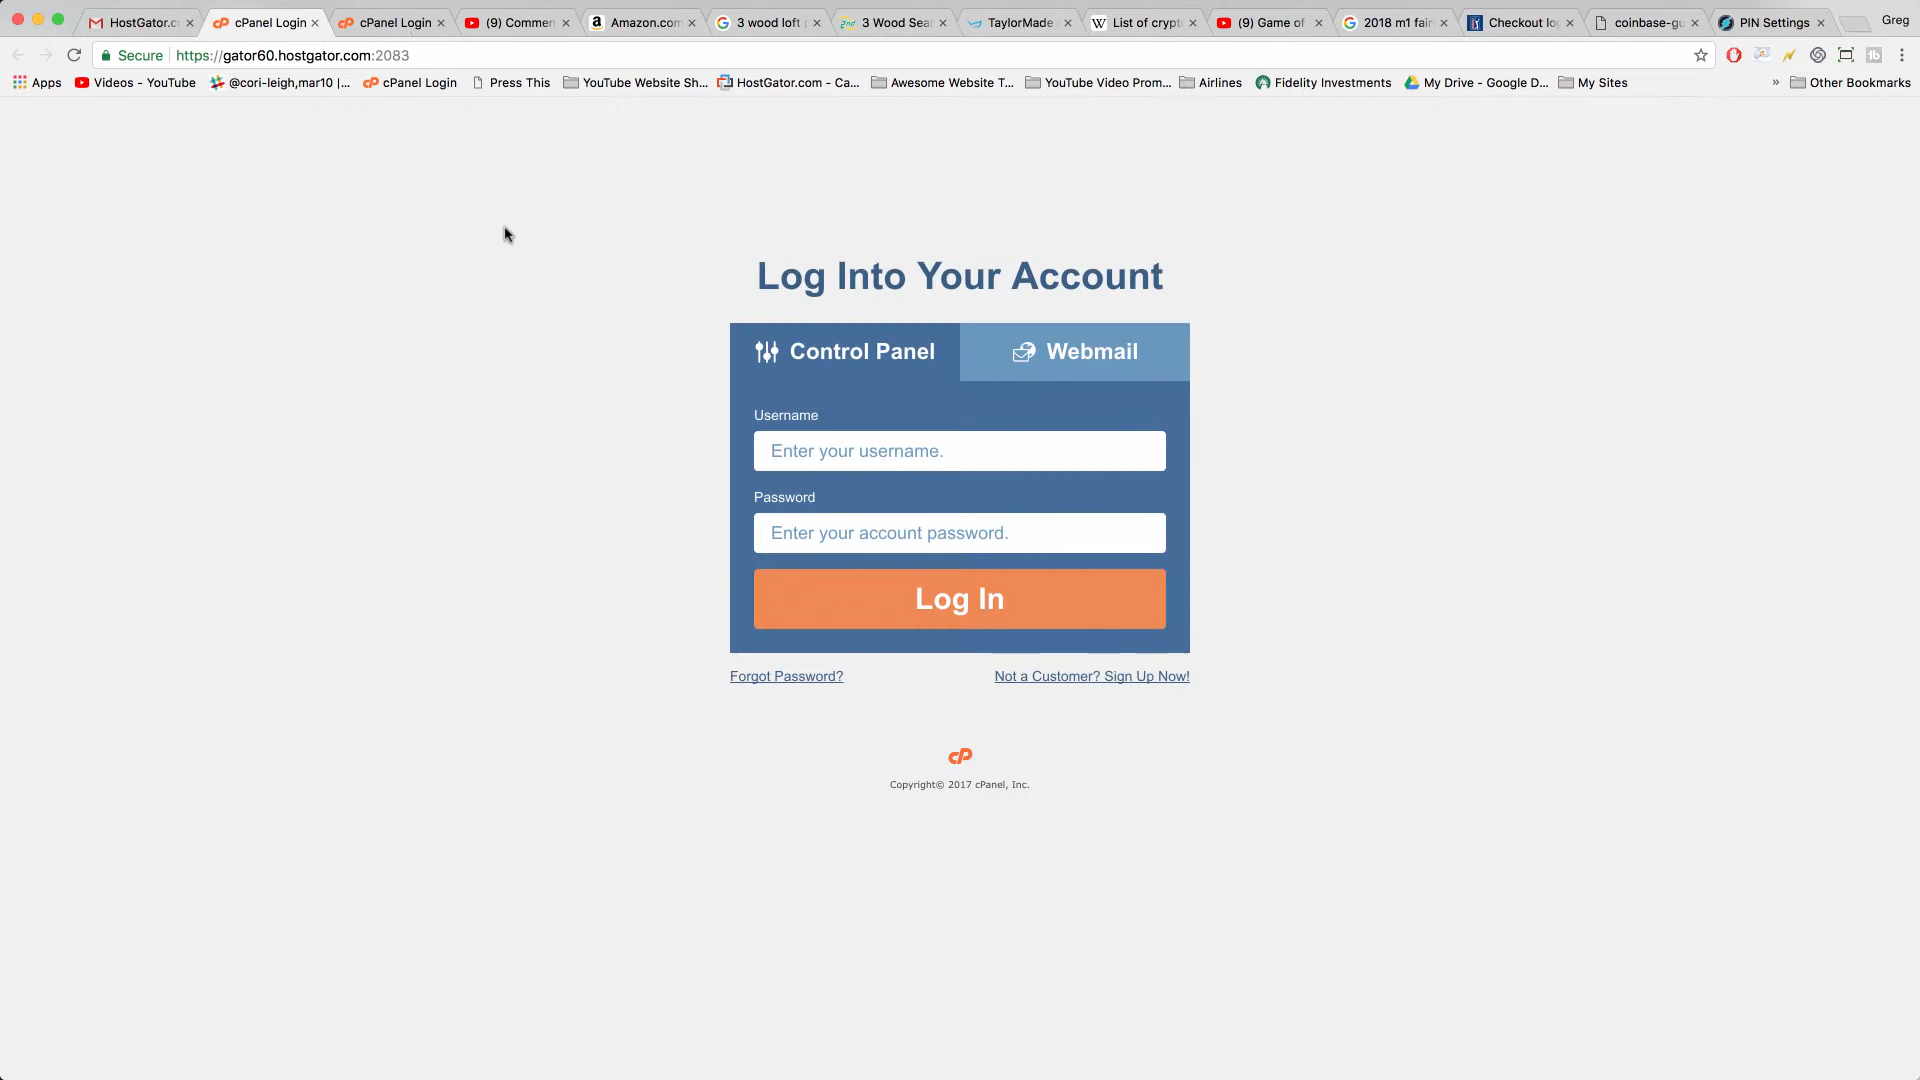 HostGator.c
cPanel Login
cPanel Login
(9) Commen
Amazon.com
3 wood loft
3 Wood Sea
TaylorMade
List of crypt
(9) Game of
2018 m1 fair
Checkout lo
coinbase-gu
PIN Settings
Greg
Secure
https://gator60.hostgator.com:2083
Apps
Videos - YouTube
@cori-leigh,mar10 |...
cPanel Login
Press This
YouTube Website Sh...
HostGator.com - Ca...
Awesome Website T...
YouTube Video Prom...
Airlines
Fidelity Investments
My Drive - Google D...
My Sites
»
Other Bookmarks
Log Into Your Account
Control Panel
Webmail
Username
Enter your username.
Password
Enter your account password.
Log In
Forgot Password?
Not a Customer? Sign Up Now!
cP
Copyright© 2017 cPanel, Inc.